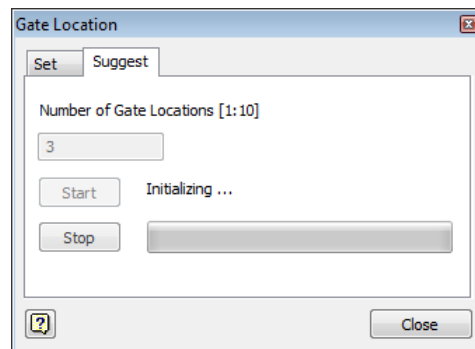 Gate Location
Set Suggest
Number of Gate Locations [1:10]
3
Start Initializing ...
Stop
? Close